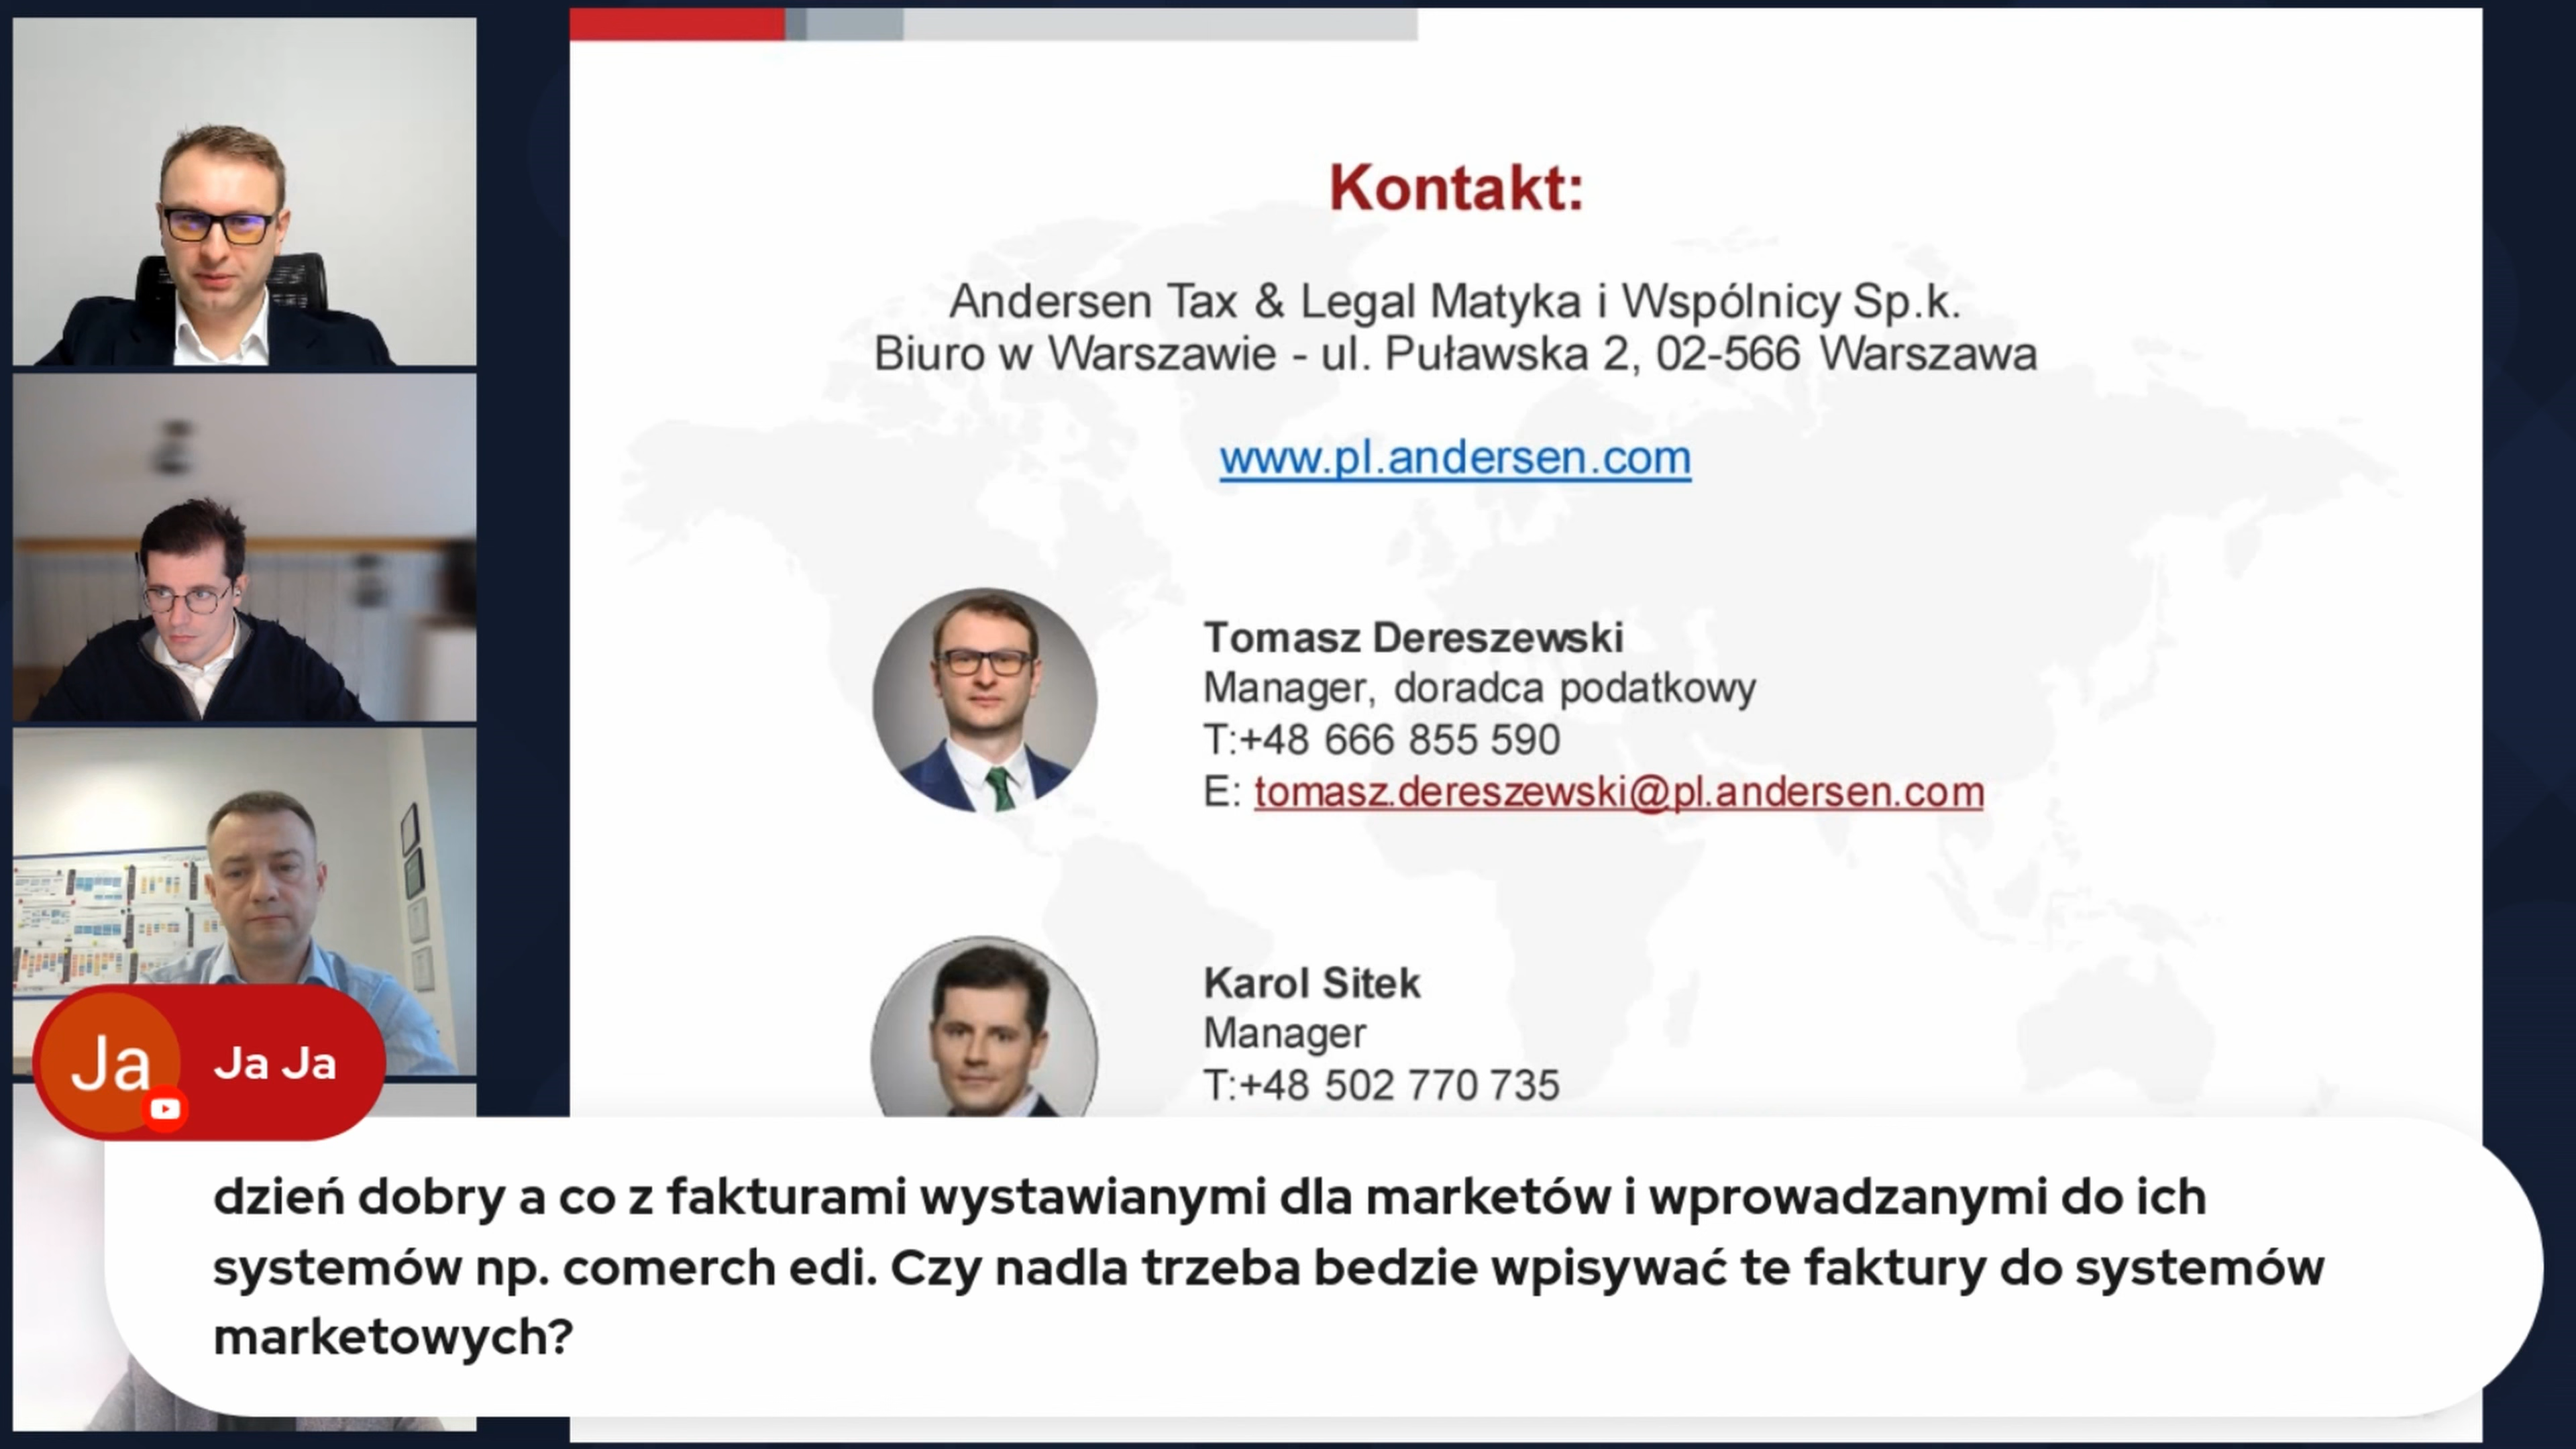 Kontakt:
Andersen Tax & Legal Matyka i Wspólnicy Sp.k.
Biuro w Warszawie - ul. Puławska 2, 02-566 Warszawa
www.pl.andersen.com
Tomasz Dereszewski
Manager, doradca podatkowy
T:+48 666 855 590
E: tomasz.dereszewski@pl.andersen.com
Karol Sitek
Manager
T:+48 502 770 735
Ja
Ja Ja
dzień dobry a co z fakturami wystawianymi dla marketów i wprowadzanymi do ich
systemów np. comerch edi. Czy nadla trzeba bedzie wpisywać te faktury do systemów
marketowych?